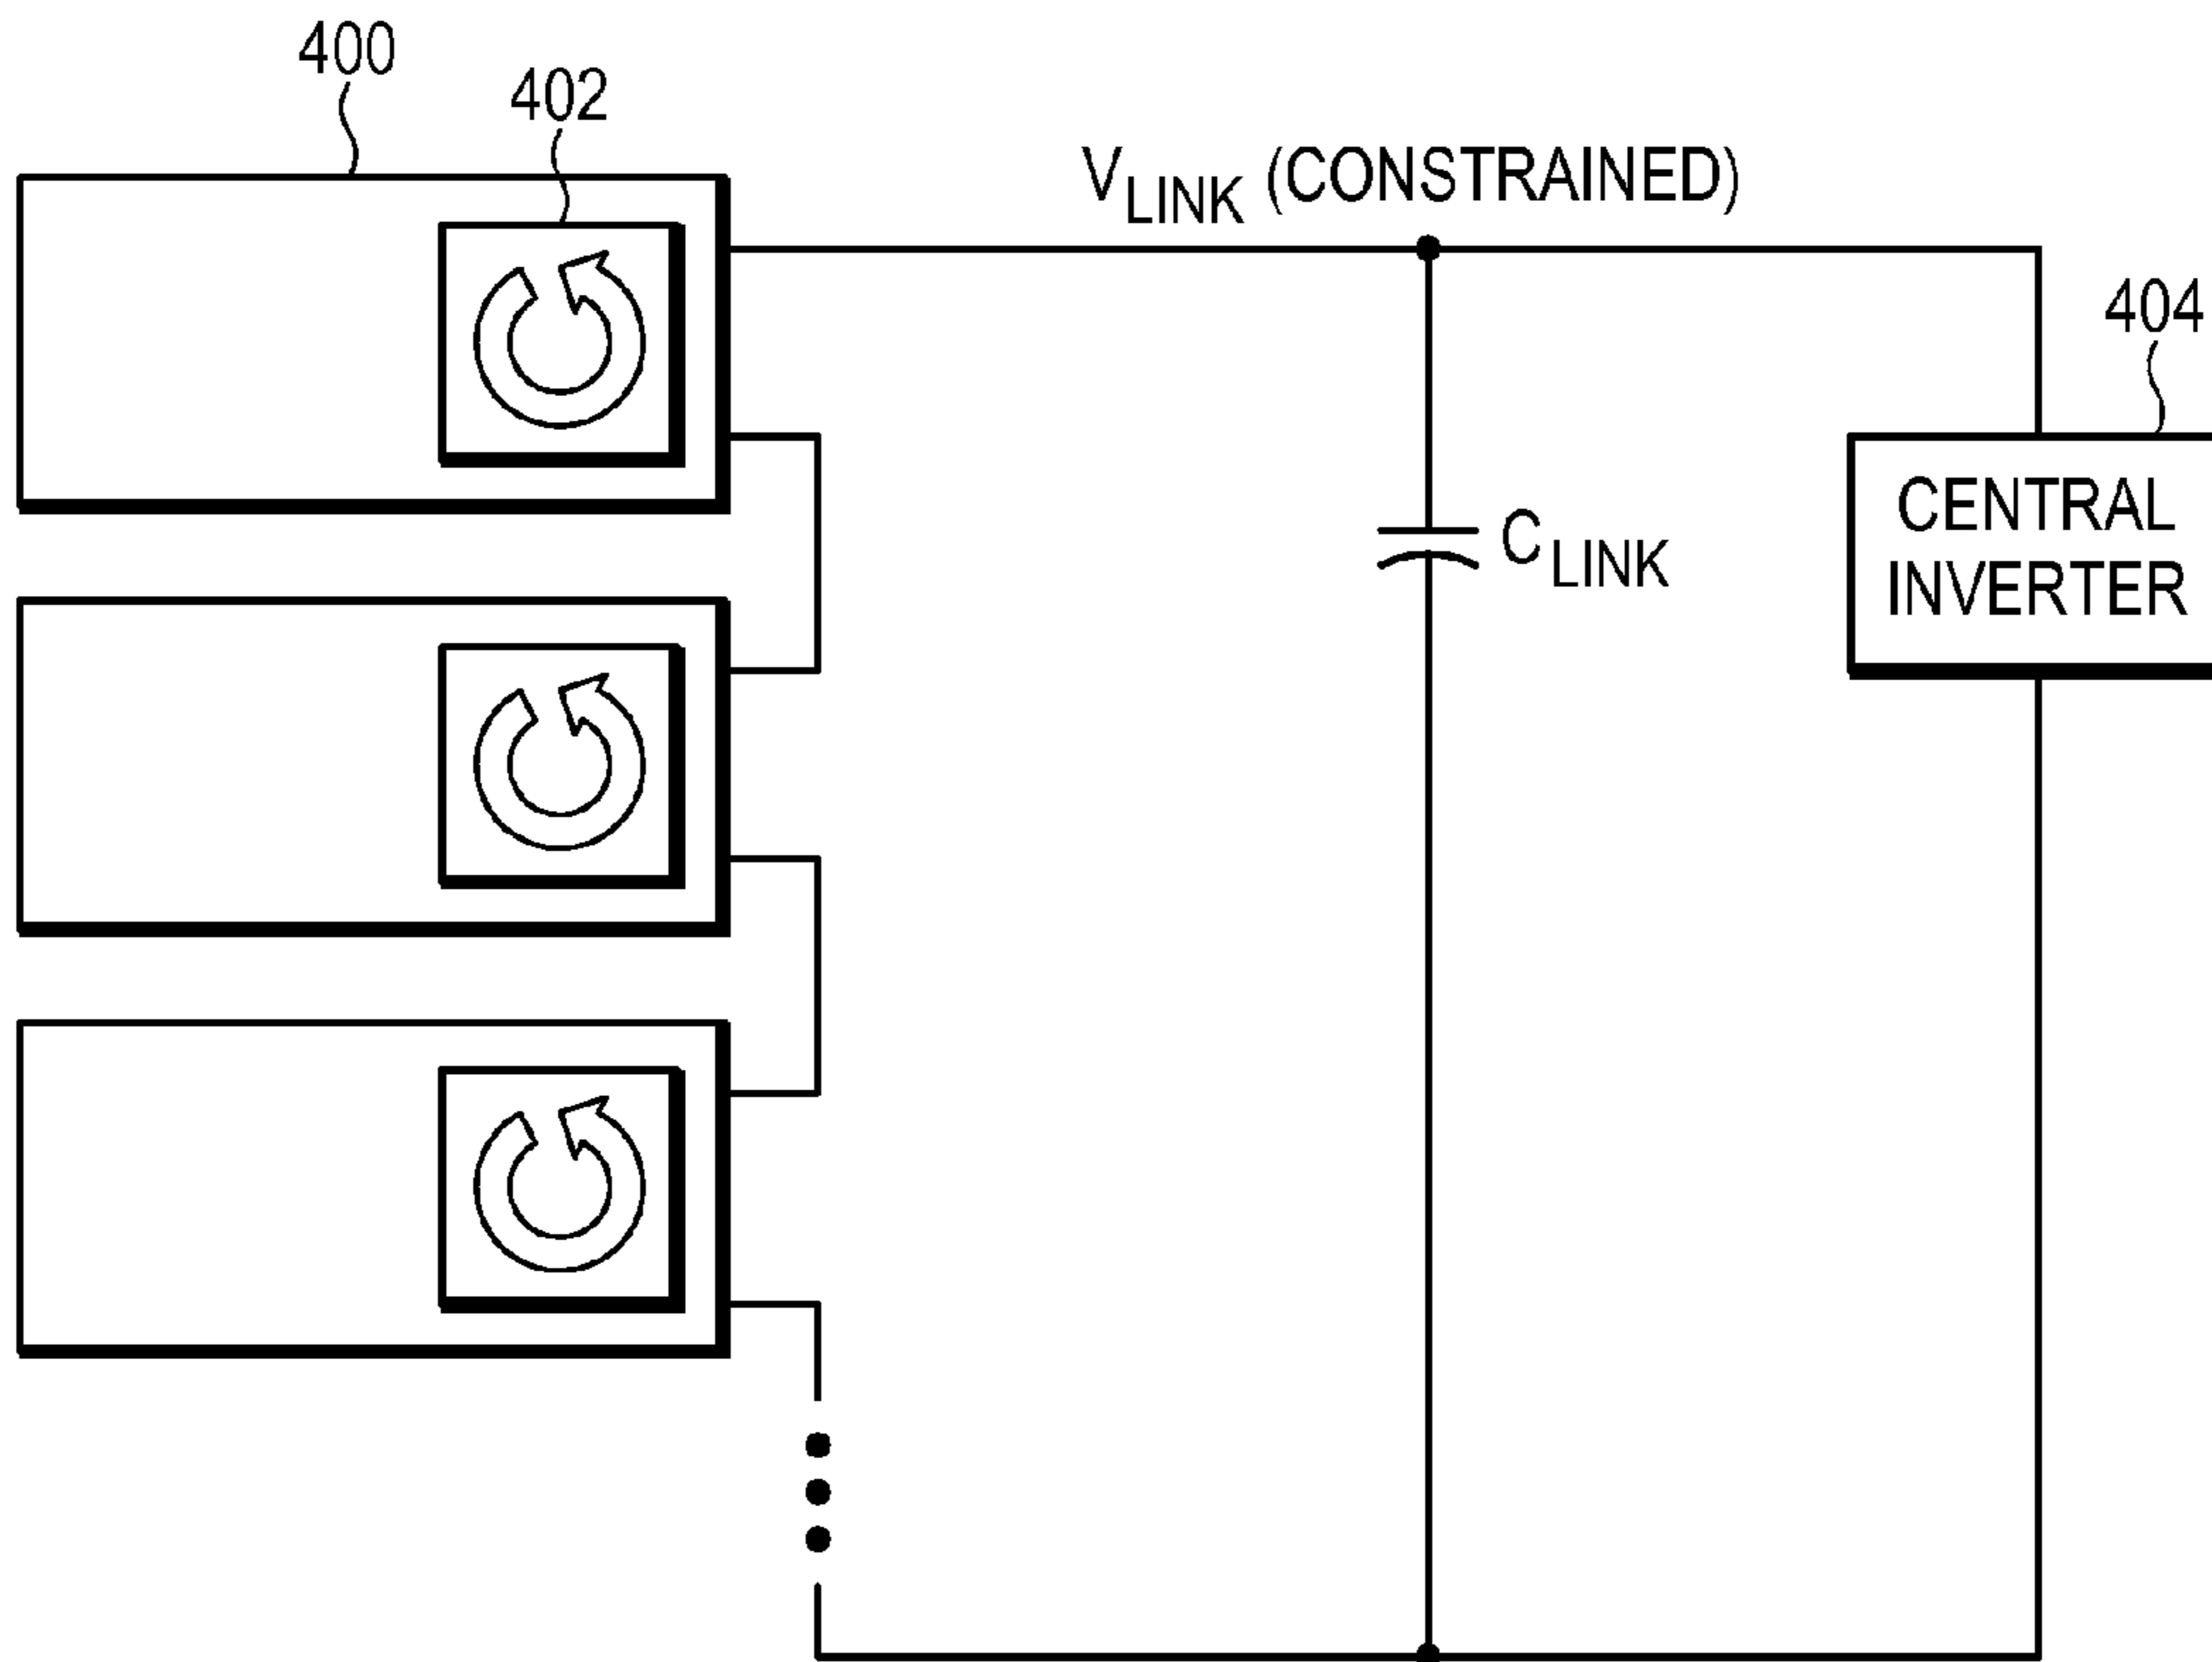 400
402
VLINK (CONSTRAINED)
404
CENTRAL
INVERTER
CLINK